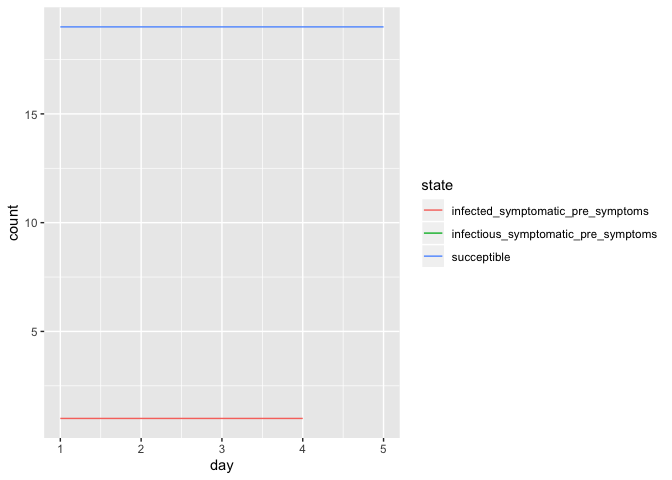 15
10
5
count
1 2 3 4 5
day
state
infected_symptomatic_pre_symptoms
infectious_symptomatic_pre_symptoms
succeptible